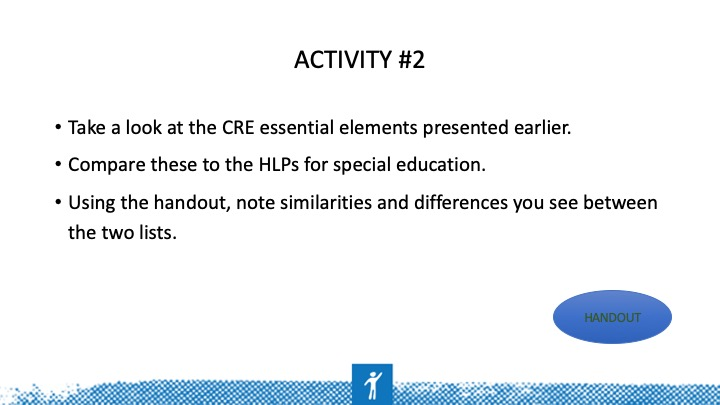 ACTIVITY #2
• Take a look at the CRE essential elements presented earlier.
• Compare these to the HLPs for special education.
• Using the handout, note similarities and differences you see between
the two lists.
HANDOUT